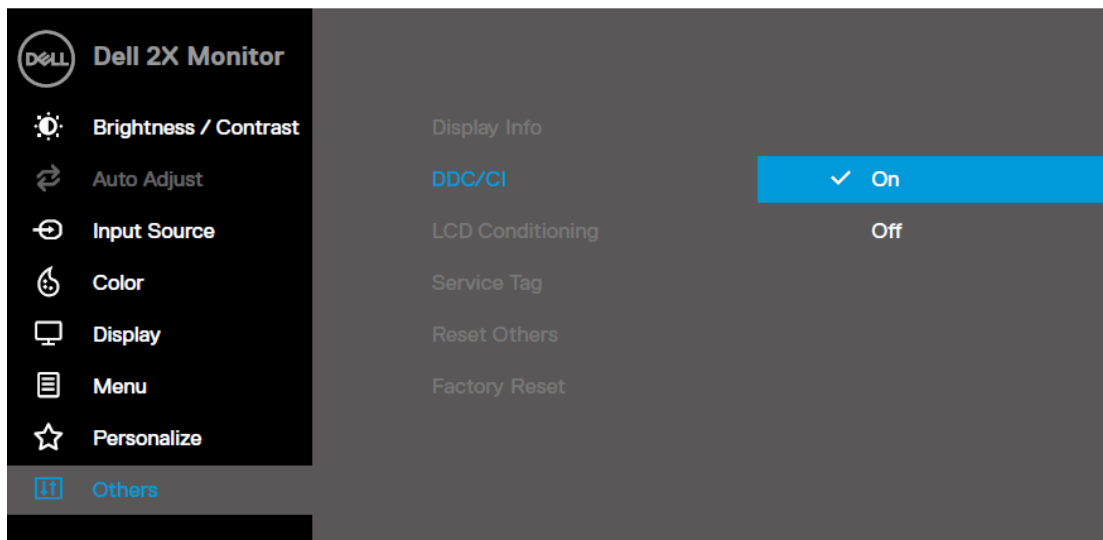 DELL Dell 2X Monitor
Brightness / Contrast Display Info
Auto Adjust DDC/CI On
Input Source LCD Conditioning Off
Color Service Tag
Display Reset Others
Menu Factory Reset
Personalize
Others